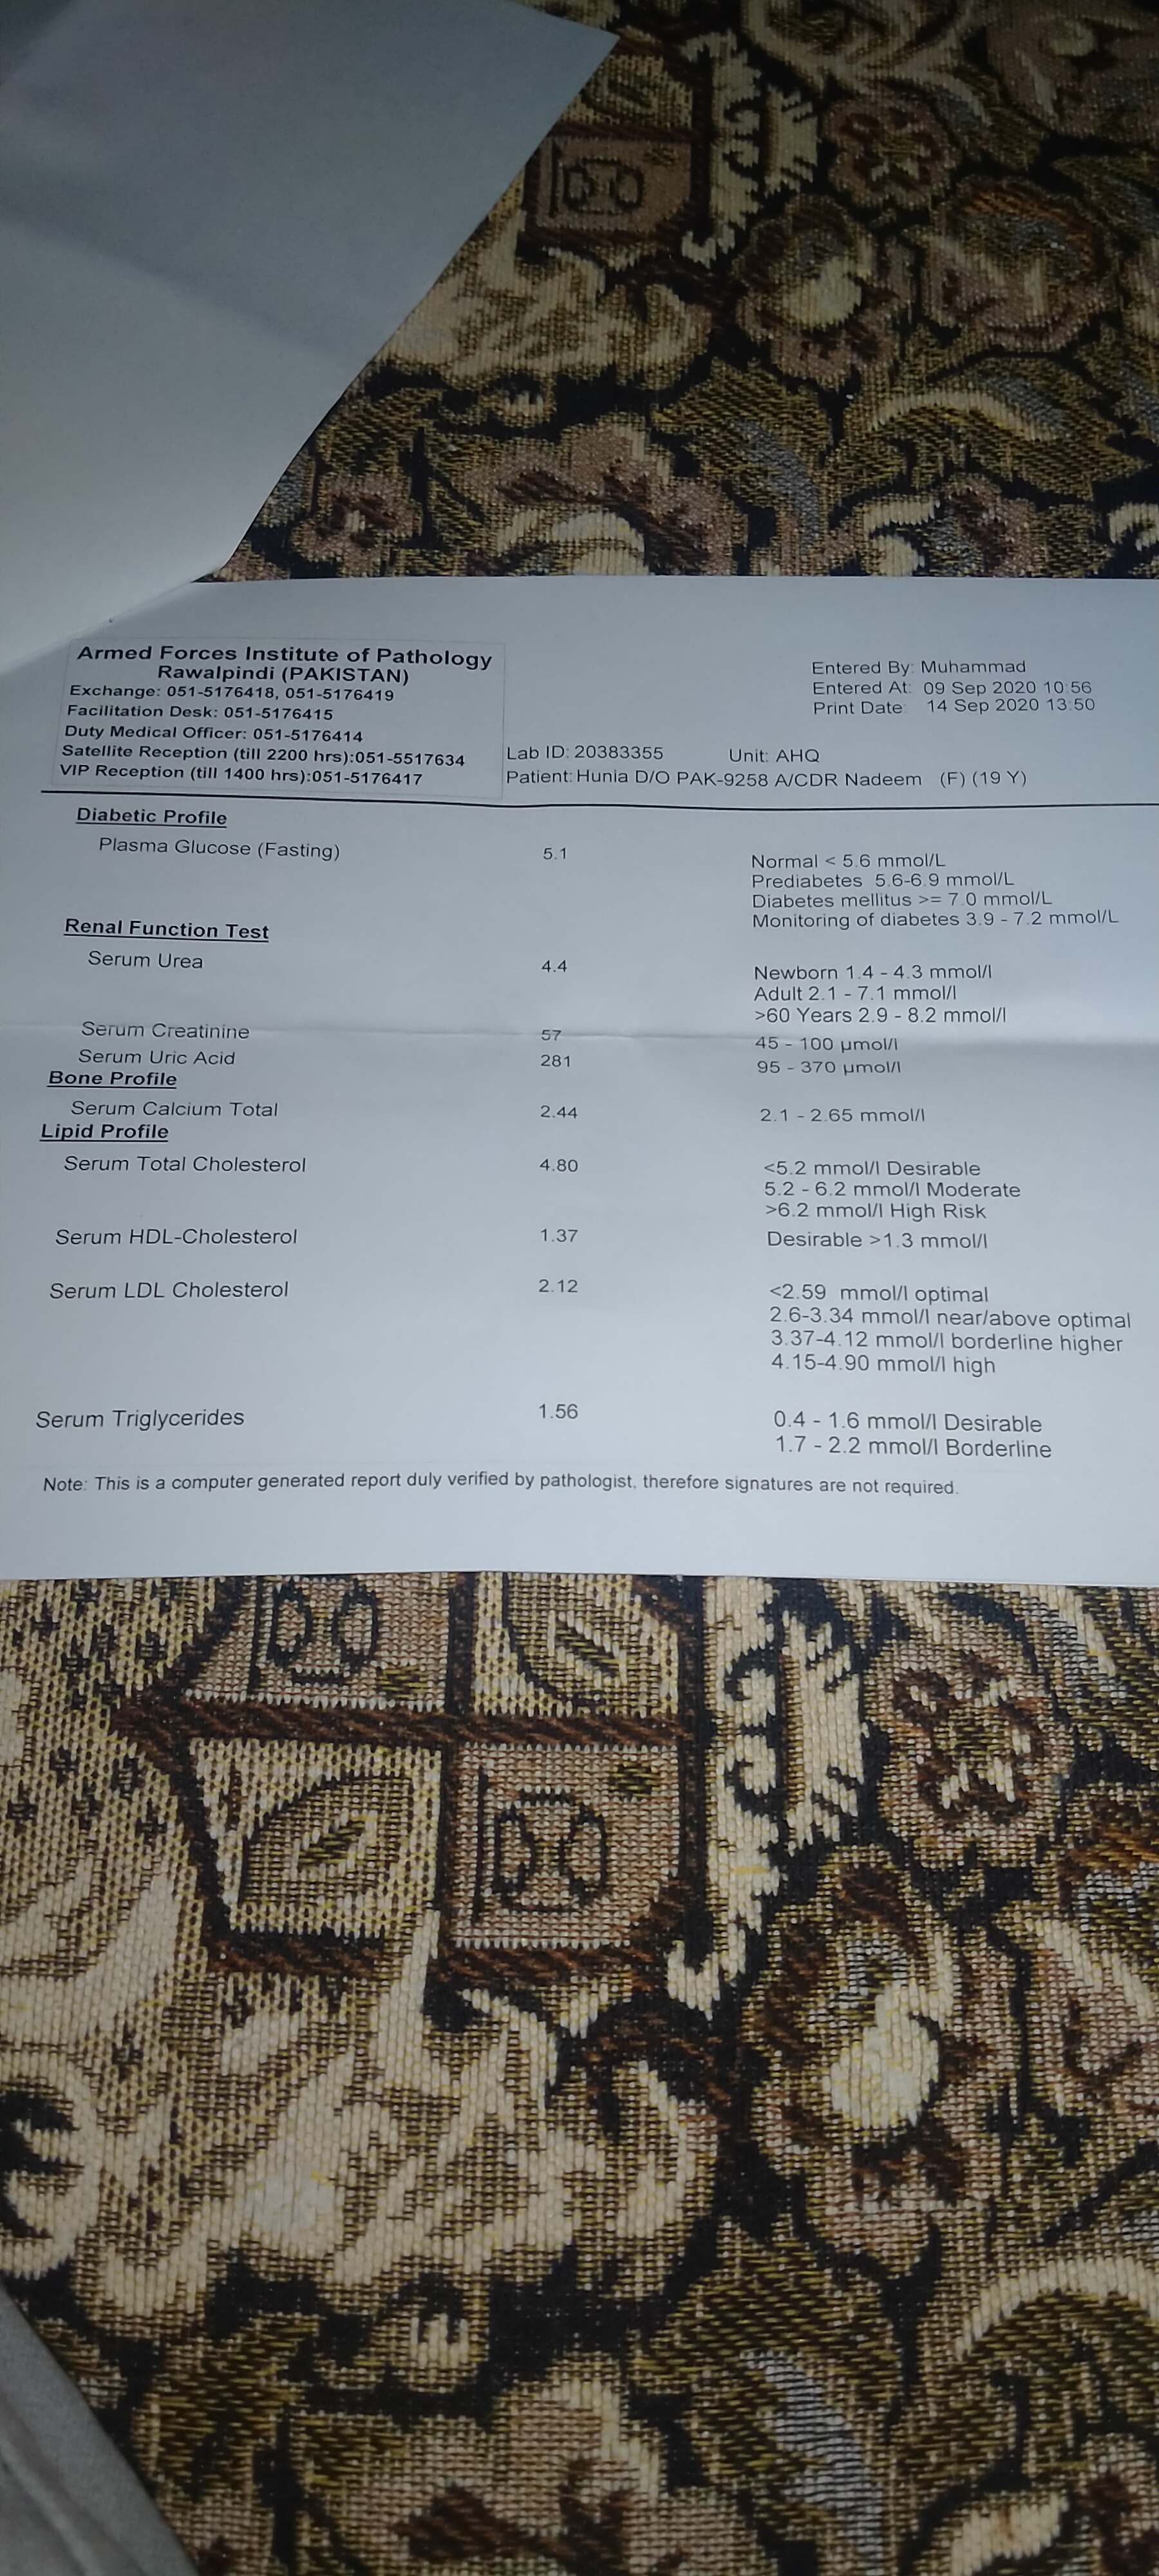 Armed Forces Institute of Pathology
Rawalpindi (PAKISTAN)
Exchange: 051-5176418, 051-5176419
Facilitation Desk: 051-5176415
Duty Medical Officer: 051-5176414
Satellite Reception (till 2200 hrs):051-5517634
VIP Reception (till 1400 hrs):051-5176417
Entered By: Muhammad
Entered At: 09 Sep 2020 10:56
Print Date: 14 Sep 2020 13:50
Lab ID: 20383355 Unit: AHQ
Patient: Hunia D/O PAK-9258 A/CDR Nadeem (F) (19 Y)
Diabetic Profile
Plasma Glucose (Fasting) 5.1 Normal < 5.6 mmol/L
Prediabetes 5.6-6.9 mmol/L
Diabetes mellitus >= 7.0 mmol/L
Monitoring of diabetes 3.9 - 7.2 mmol/L
Renal Function Test
Serum Urea 4.4 Newborn 1.4 - 4.3 mmol/l
Adult 2.1 - 7.1 mmol/l
>60 Years 2.9 - 8.2 mmol/l
Serum Creatinine 57 45 - 100 µmol/l
Serum Uric Acid 281 95 - 370 µmol/l
Bone Profile
Serum Calcium Total 2.44 2.1 - 2.65 mmol/l
Lipid Profile
Serum Total Cholesterol 4.80 <5.2 mmol/l Desirable
5.2 - 6.2 mmol/l Moderate
>6.2 mmol/l High Risk
Serum HDL-Cholesterol 1.37 Desirable >1.3 mmol/l
Serum LDL Cholesterol 2.12 <2.59 mmol/l optimal
2.6-3.34 mmol/l near/above optimal
3.37-4.12 mmol/l borderline higher
4.15-4.90 mmol/l high
Serum Triglycerides 1.56 0.4 - 1.6 mmol/l Desirable
1.7 - 2.2 mmol/l Borderline
Note: This is a computer generated report duly verified by pathologist, therefore signatures are not required.